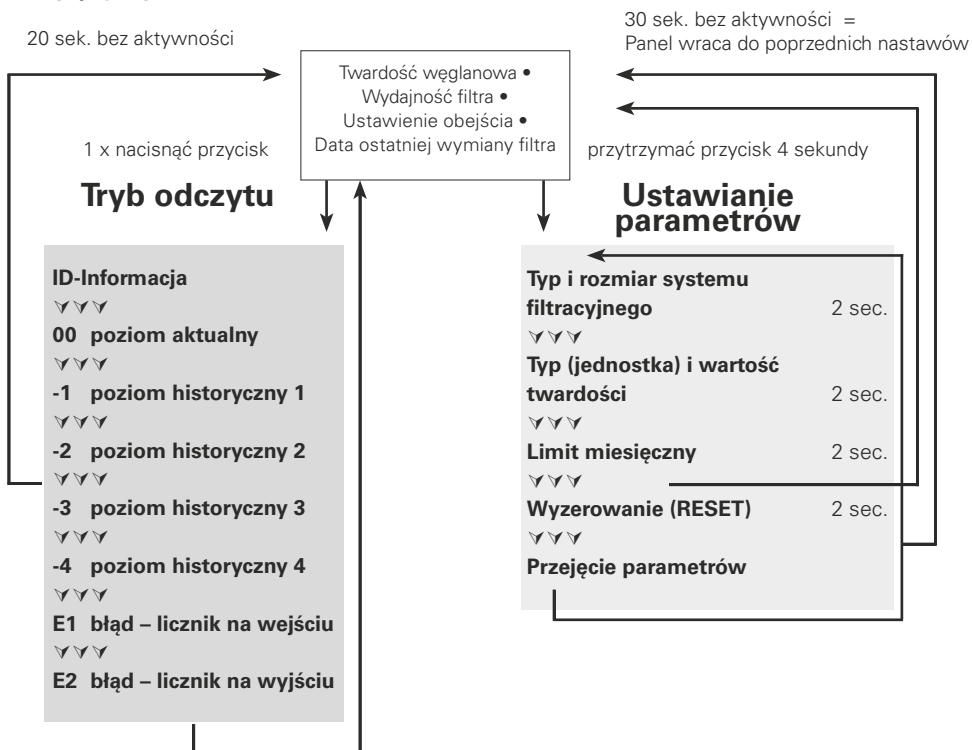 20 sek. bez aktywności
30 sek. bez aktywności =
Panel wraca do poprzednich nastawów
Twardość węglanowa •
Wydajność filtra •
Ustawienie obejścia •
Data ostatniej wymiany filtra
1 x nacisnąć przycisk
przytrzymać przycisk 4 sekundy
Tryb odczytu
Ustawianie
parametrów
ID-Informacja
00 poziom aktualny
-1 poziom historyczny 1
-2 poziom historyczny 2
-3 poziom historyczny 3
-4 poziom historyczny 4
E1 błąd – licznik na wejściu
E2 błąd – licznik na wyjściu
Typ i rozmiar systemu
filtracyjnego 2 sec.
Typ (jednostka) i wartość
twardości 2 sec.
Limit miesięczny 2 sec.
Wyzerowanie (RESET) 2 sec.
Przejęcie parametrów